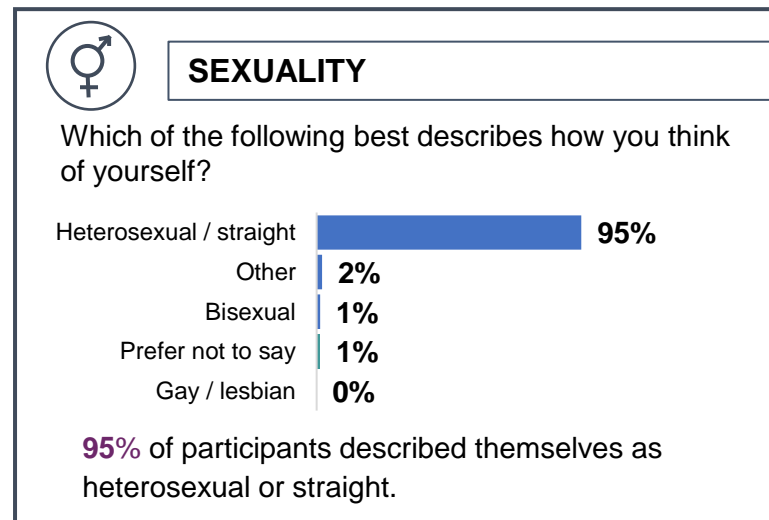 SEXUALITY
Which of the following best describes how you think
of yourself?
Heterosexual / straight 95%
Other 2%
Bisexual 1%
Prefer not to say 1%
Gay / lesbian 0%
95% of participants described themselves as
heterosexual or straight.